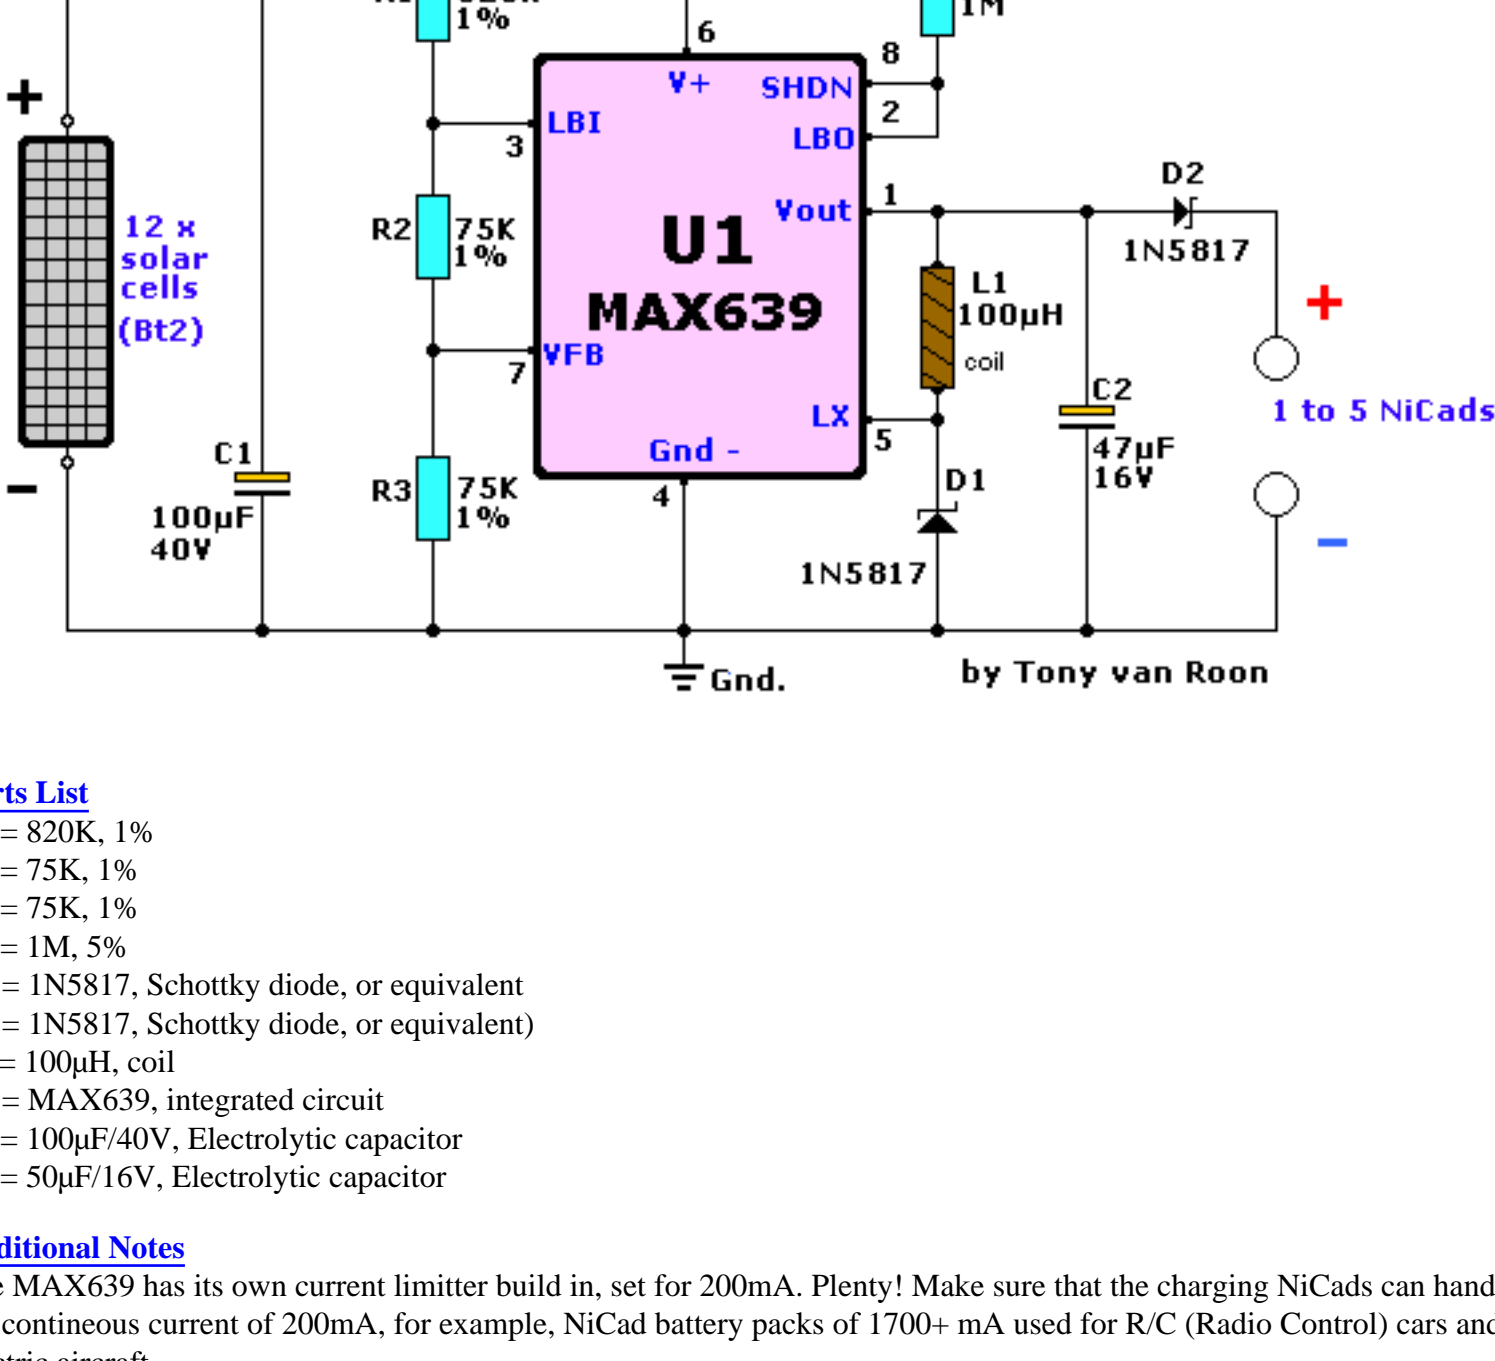 1%
1M
6
8
V+
SHDN
+
2
LBI
LBO
3
D2
1
Vout
R2
75K
1%
12 x
solar
cells
(Bt2)
U1
MAX639
1N5817
L1
100µH
coil
+
VFB
7
C2
1 to 5 NiCads
LX
5
Gnd -
C1
47µF
16V
D1
R3
75K
1%
4
-
100µF
40V
-
1N5817
Gnd.
by Tony van Roon
rts List
= 820K, 1%
= 75K, 1%
= 75K, 1%
= 1M, 5%
= 1N5817, Schottky diode, or equivalent
= 1N5817, Schottky diode, or equivalent)
= 100µH, coil
= MAX639, integrated circuit
= 100µF/40V, Electrolytic capacitor
= 50µF/16V, Electrolytic capacitor
ditional Notes
e MAX639 has its own current limitter build in, set for 200mA. Plenty! Make sure that the charging NiCads can hand
contineous current of 200mA, for example, NiCad battery packs of 1700+ mA used for R/C (Radio Control) cars and